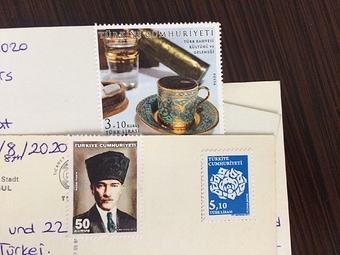 2020
TÜRKİYE CUMHURİYETİ
TÜRK KAHVESİ
KÜLTÜRÜ VE
GELENEĞİ
ts
POSTA
3.10 KURUŞ
TÜRK LİRASI
/8/2020
TÜRKİYE CUMHURİYETİ
50
KURUŞ
TÜRKİYE
CUMHURİYETİ
5,10
TÜRK LİRASI
Stadt
und 22
Türkei.